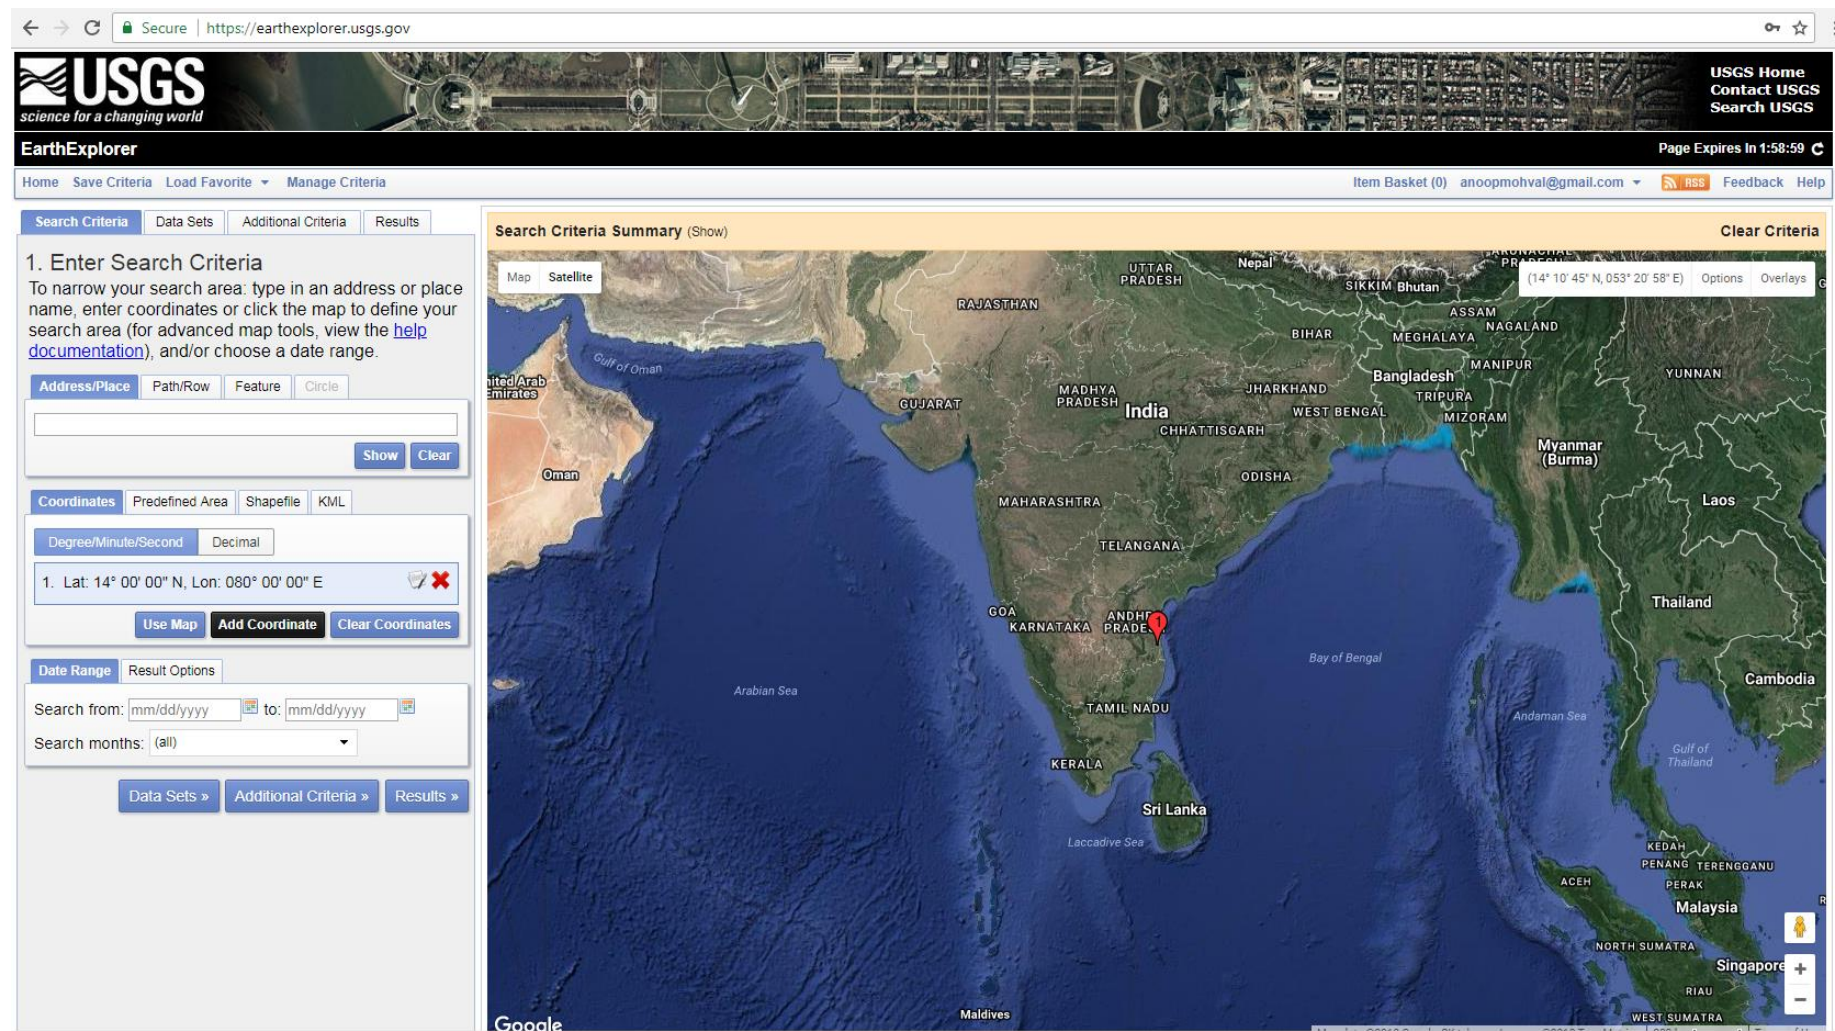 Secure | https://earthexplorer.usgs.gov
USGS
science for a changing world
USGS Home
Contact USGS
Search USGS
EarthExplorer
Page Expires In 1:58:59
Home Save Criteria Load Favorite Manage Criteria
Item Basket (0) anoopmohval@gmail.com RSS Feedback Help
Search Criteria Data Sets Additional Criteria Results
1. Enter Search Criteria
To narrow your search area: type in an address or place
name, enter coordinates or click the map to define your
search area (for advanced map tools, view the help
documentation), and/or choose a date range.
Address/Place Path/Row Feature Circle
Show Clear
Coordinates Predefined Area Shapefile KML
Degree/Minute/Second Decimal
1. Lat: 14° 00' 00" N, Lon: 080° 00' 00" E
Use Map Add Coordinate Clear Coordinates
Date Range Result Options
Search from: mm/dd/yyyy to: mm/dd/yyyy
Search months: (all)
Data Sets » Additional Criteria » Results »
Search Criteria Summary (Show)
Clear Criteria
Map Satellite
(14° 10' 45" N, 053° 20' 58" E) Options Overlays
UTTAR
PRADESH
Nepal
SIKKIM Bhutan
RAJASTHAN
ASSAM
NAGALAND
BIHAR
MEGHALAYA
Gulf of Oman
MANIPUR
Bangladesh
YUNNAN
United Arab
Emirates
GUJARAT
MADHYA
PRADESH
India
JHARKHAND
WEST BENGAL
TRIPURA
MIZORAM
CHHATTISGARH
Myanmar
(Burma)
Oman
ODISHA
MAHARASHTRA
Laos
TELANGANA
Thailand
GOA
KARNATAKA
ANDHRA
PRADESH
1
Bay of Bengal
Arabian Sea
Cambodia
TAMIL NADU
Andaman Sea
Gulf of
Thailand
KERALA
Sri Lanka
Laccadive Sea
KEDAH
PENANG
TERENGGANU
ACEH
PERAK
Malaysia
NORTH SUMATRA
Singapore
RIAU
Maldives
WEST SUMATRA
Google